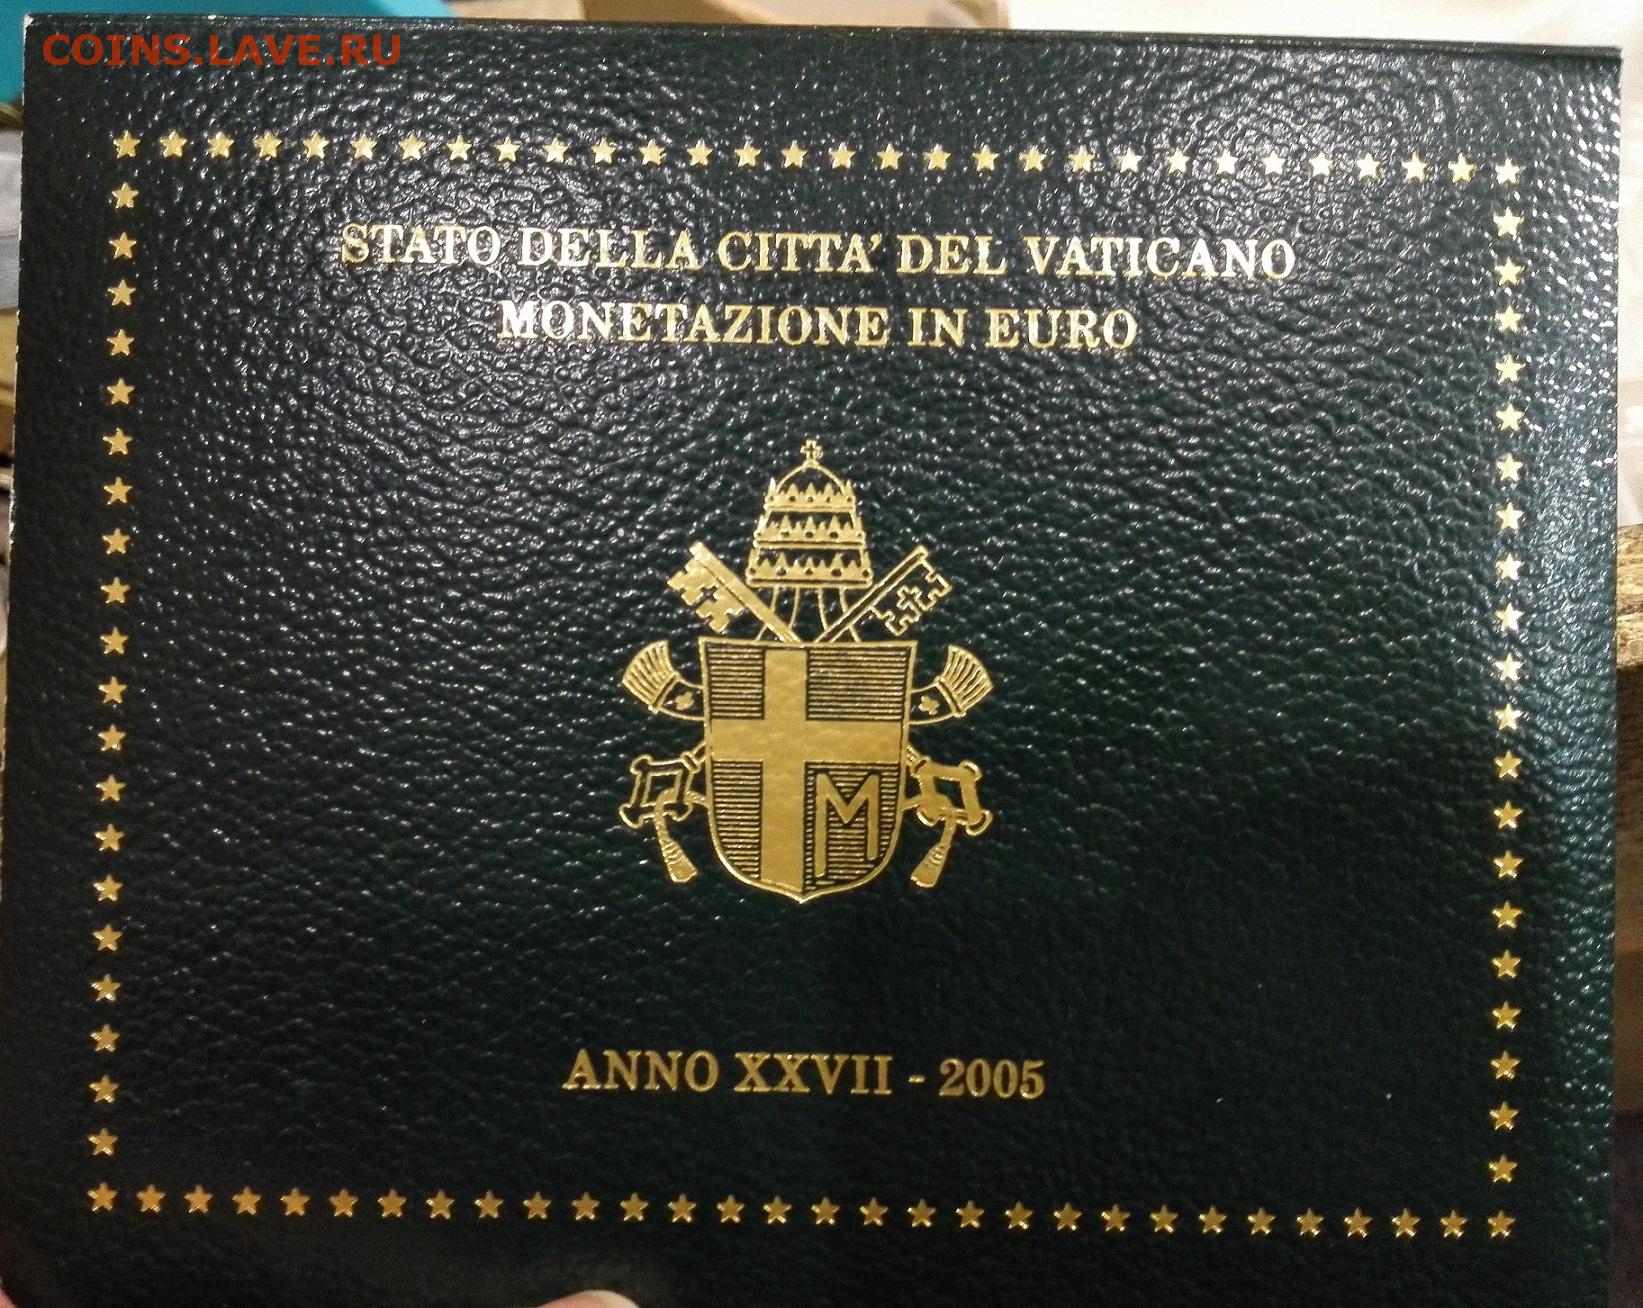 COINS.LAVE.RU
STATO DELLA CITTA' DEL VATICANO
MONETAZIONE IN EURO
M
ANNO XXVII - 2005